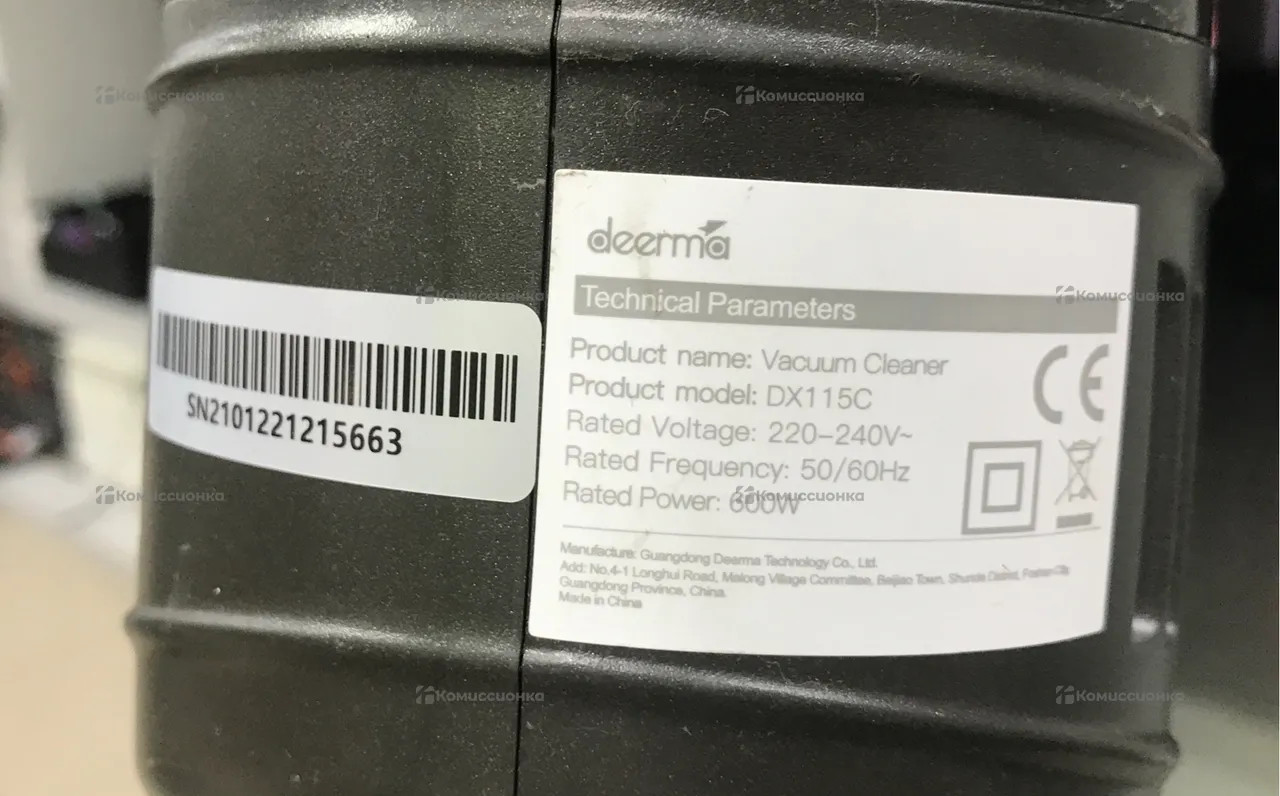 SN2101221215663
deerma
Technical Parameters
Product name: Vacuum Cleaner
Product model: DX115C
Rated Voltage: 220-240V~
Rated Frequency: 50/60Hz
Rated Power: 600W
CE
Manufacture: Guangdong Deerma Technology Co., Ltd.
Add: No.4-1 Longhui Road, Malong Village Committee, Beijiao Town, Shunde District, Foshan City,
Guangdong Province, China.
Made in China
Комиссионка
Комиссионка
Комиссионка
Комиссионка
Комиссионка
Комиссионка
Комиссионка
Комиссионка